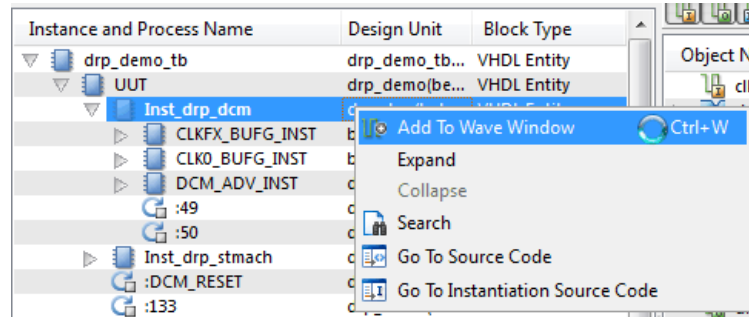 Instance and Process Name Design Unit Block Type
drp_demo_tb drp_demo_tb... VHDL Entity Object N
UUT drp_demo(be... VHDL Entity
Inst_drp_dcm
CLKFX_BUFG_INST Add To Wave Window Ctrl+W
CLK0_BUFG_INST Expand
DCM_ADV_INST Collapse
:49 Search
:50
Inst_drp_stmach Go To Source Code
:DCM_RESET Go To Instantiation Source Code
:133